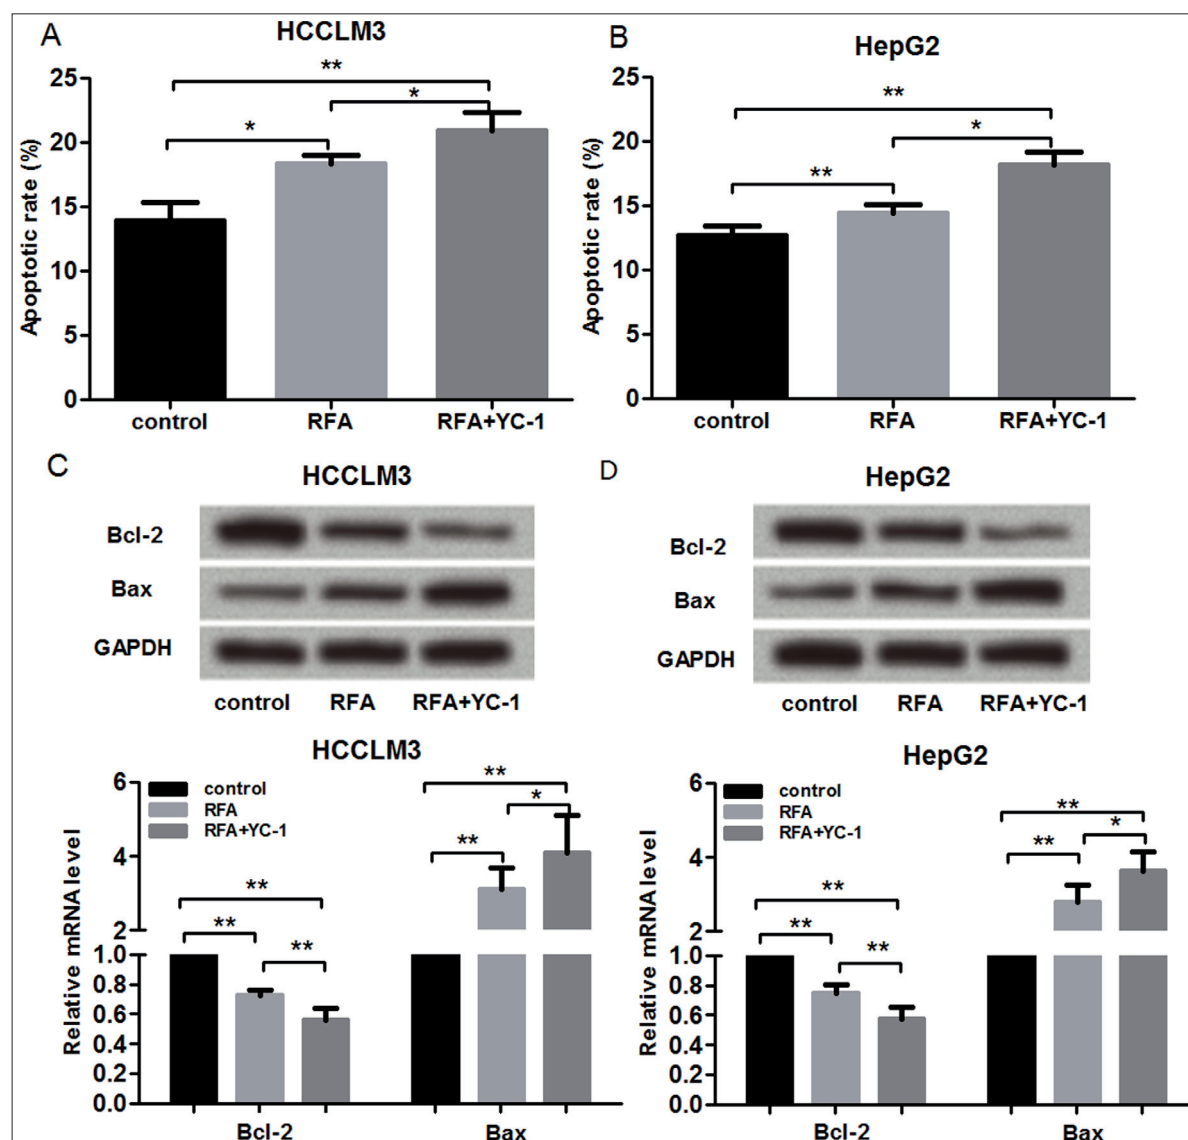 A
HCCLM3
**
*
*
Apoptotic rate (%)
25
20
15
10
5
0
control RFA RFA+YC-1
B
HepG2
**
*
**
Apoptotic rate (%)
25
20
15
10
5
0
control RFA RFA+YC-1
C
HCCLM3
Bcl-2
Bax
GAPDH
control RFA RFA+YC-1
D
HepG2
Bcl-2
Bax
GAPDH
control RFA RFA+YC-1
HCCLM3
control
RFA
RFA+YC-1
**
*
**
**
**
**
Relative mRNA level
6
4
2
1.0
0.8
0.6
0.4
0.2
0.0
Bcl-2 Bax
HepG2
control
RFA
RFA+YC-1
**
*
**
**
**
**
Relative mRNA level
6
4
2
1.0
0.8
0.6
0.4
0.2
0.0
Bcl-2 Bax